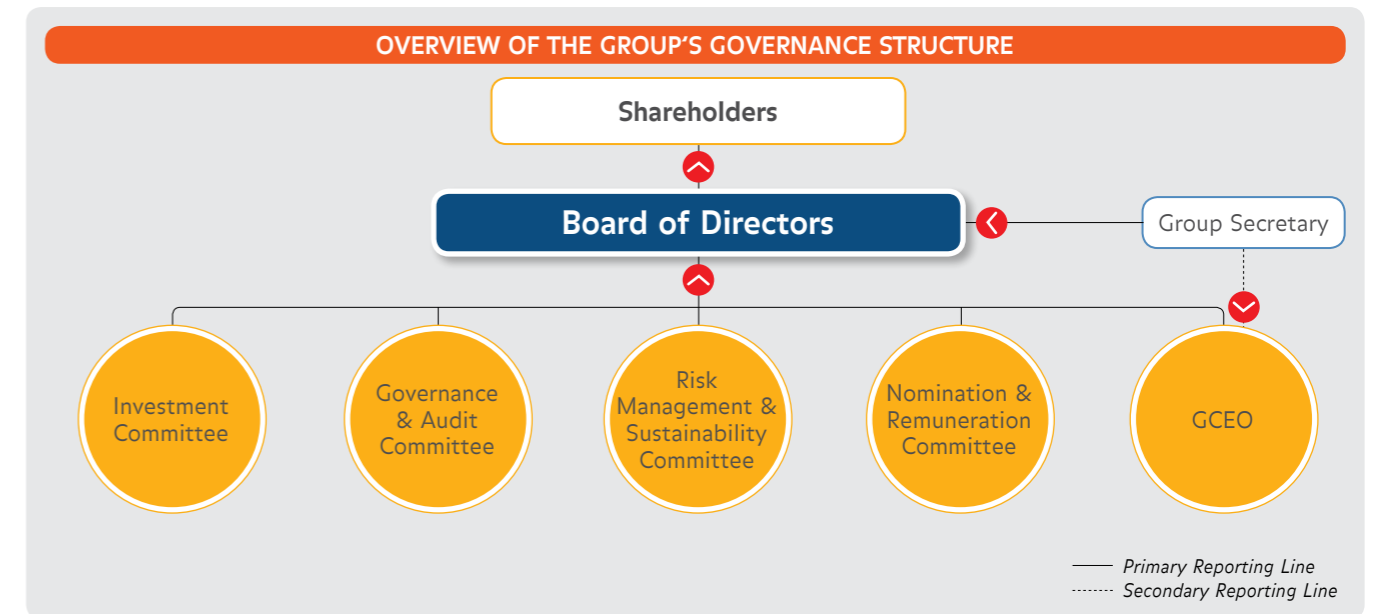 OVERVIEW OF THE GROUP'S GOVERNANCE STRUCTURE
Shareholders
Board of Directors
Group Secretary
Investment
Committee
Governance
& Audit
Committee
Risk
Management &
Sustainability
Committee
Nomination &
Remuneration
Committee
GCEO
Primary Reporting Line
Secondary Reporting Line